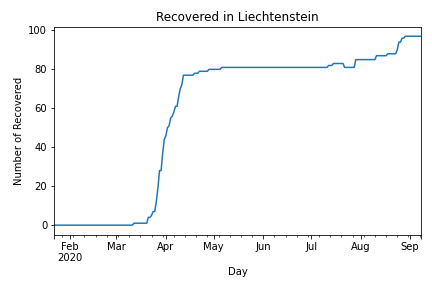 Recovered in Liechtenstein
100
80
60
40
20
0
Number of Recovered
Feb Mar Apr May Jun Jul Aug Sep
2020
Day